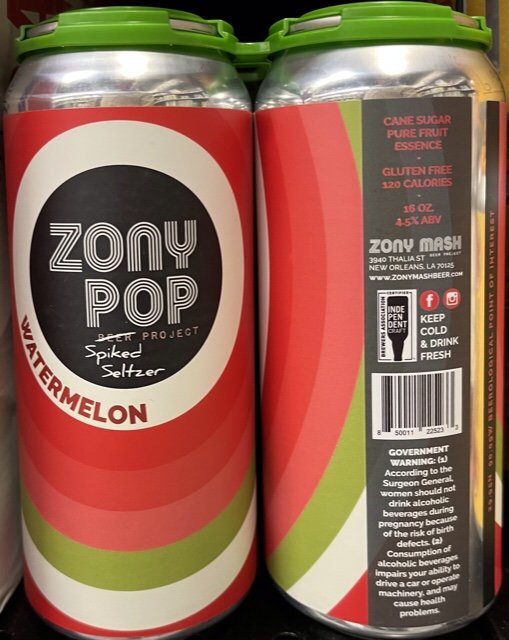 ZONY
POP
BEER PROJECT
Spiked
Seltzer
WATERMELON
CANE SUGAR
PURE FRUIT
ESSENCE
-
GLUTEN FREE
120 CALORIES
-
16 OZ.
4.5% ABV
ZONY MASH
BEER PROJECT
3940 THALIA ST
NEW ORLEANS, LA 70125
WWW.ZONYMASHBEER.COM
CERTIFIED
BREWERS ASSOCIATION
INDE
PEN
DENT
CRAFT
f
KEEP
COLD
& DRINK
FRESH
8 50011 22523 3
GOVERNMENT
WARNING: (1)
According to the
Surgeon General,
women should not
drink alcoholic
beverages during
pregnancy because
of the risk of birth
defects. (2)
Consumption of
alcoholic beverages
impairs your ability to
drive a car or operate
machinery, and may
cause health
problems.
BEEROLOGICAL POINT OF INTEREST